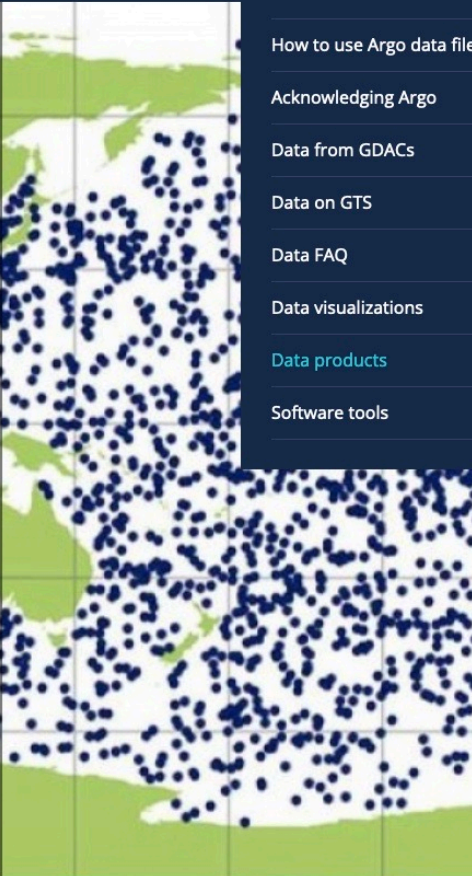 How to use Argo data file
Acknowledging Argo
Data from GDACs
Data on GTS
Data FAQ
Data visualizations
Data products
Software tools